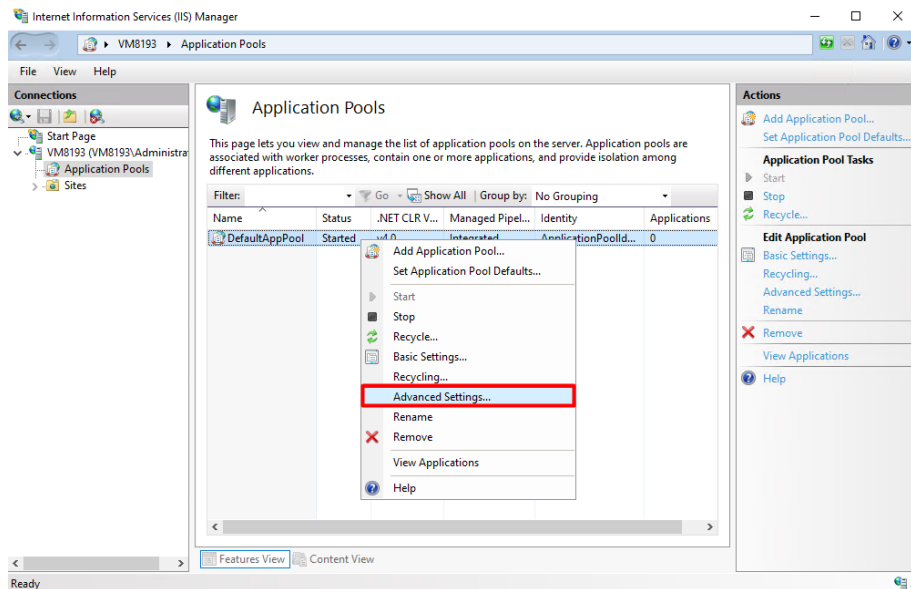 Internet Information Services (IIS) Manager
VM8193 Application Pools
File View Help
Connections
Start Page
VM8193 (VM8193\Administra
Application Pools
Sites
Application Pools
This page lets you view and manage the list of application pools on the server. Application pools are
associated with worker processes, contain one or more applications, and provide isolation among
different applications.
Filter: Go Show All Group by: No Grouping
Name Status .NET CLR V... Managed Pipel... Identity Applications
DefaultAppPool Started v4.0 Integrated ApplicationPoolId... 0
Add Application Pool...
Set Application Pool Defaults...
Start
Stop
Recycle...
Basic Settings...
Recycling...
Advanced Settings...
Rename
Remove
View Applications
Help
Features View Content View
Actions
Add Application Pool...
Set Application Pool Defaults...
Application Pool Tasks
Start
Stop
Recycle...
Edit Application Pool
Basic Settings...
Recycling...
Advanced Settings...
Rename
Remove
View Applications
Help
Ready